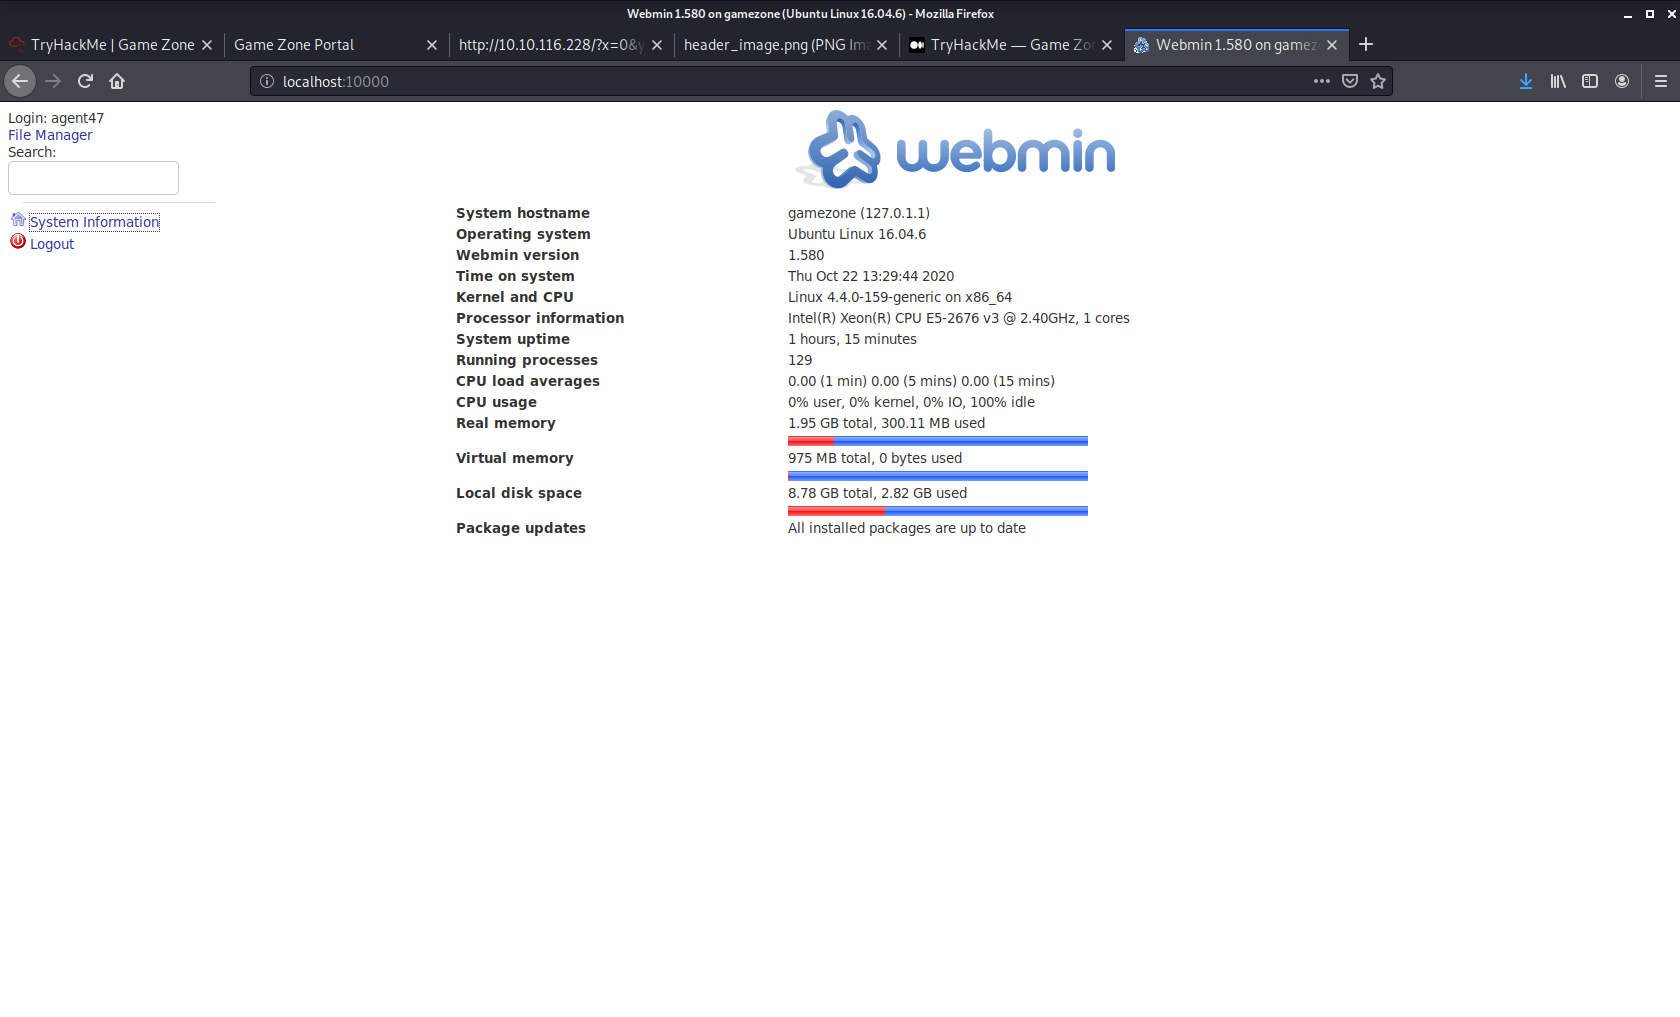 Webmin 1.580 on gamezone (Ubuntu Linux 16.04.6) - Mozilla Firefox
TryHackMe | Game Zone
Game Zone Portal
http://10.10.116.228/?x=0&y
header_image.png (PNG Im
TryHackMe — Game Zo
Webmin 1.580 on gamez
localhost:10000
Login: agent47
File Manager
Search:
System Information
Logout
webmin
System hostname gamezone (127.0.1.1)
Operating system Ubuntu Linux 16.04.6
Webmin version 1.580
Time on system Thu Oct 22 13:29:44 2020
Kernel and CPU Linux 4.4.0-159-generic on x86_64
Processor information Intel(R) Xeon(R) CPU E5-2676 v3 @ 2.40GHz, 1 cores
System uptime 1 hours, 15 minutes
Running processes 129
CPU load averages 0.00 (1 min) 0.00 (5 mins) 0.00 (15 mins)
CPU usage 0% user, 0% kernel, 0% IO, 100% idle
Real memory 1.95 GB total, 300.11 MB used
Virtual memory 975 MB total, 0 bytes used
Local disk space 8.78 GB total, 2.82 GB used
Package updates All installed packages are up to date